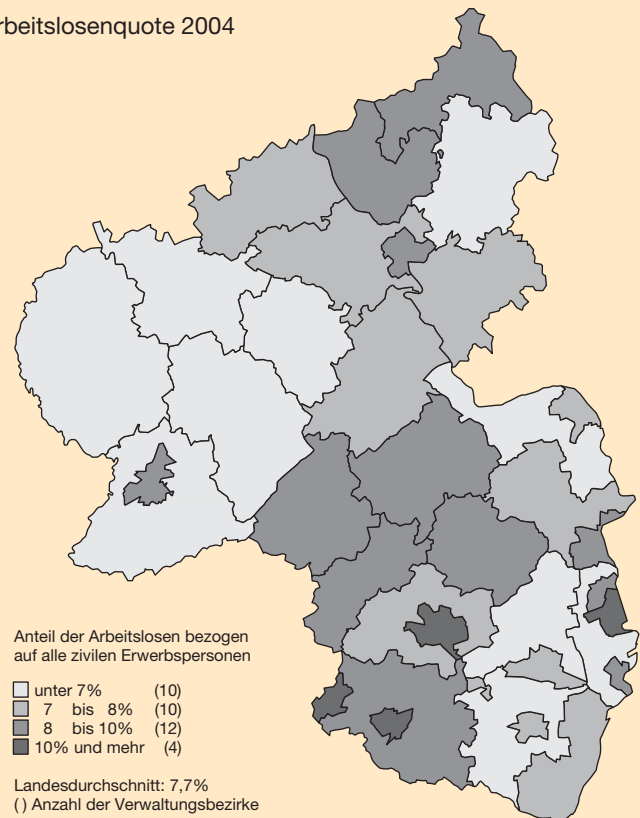 rbeitslosenquote 2004
Anteil der Arbeitslosen bezogen
auf alle zivilen Erwerbspersonen
unter 7% (10)
7 bis 8% (10)
8 bis 10% (12)
10% und mehr (4)
Landesdurchschnitt: 7,7%
( ) Anzahl der Verwaltungsbezirke